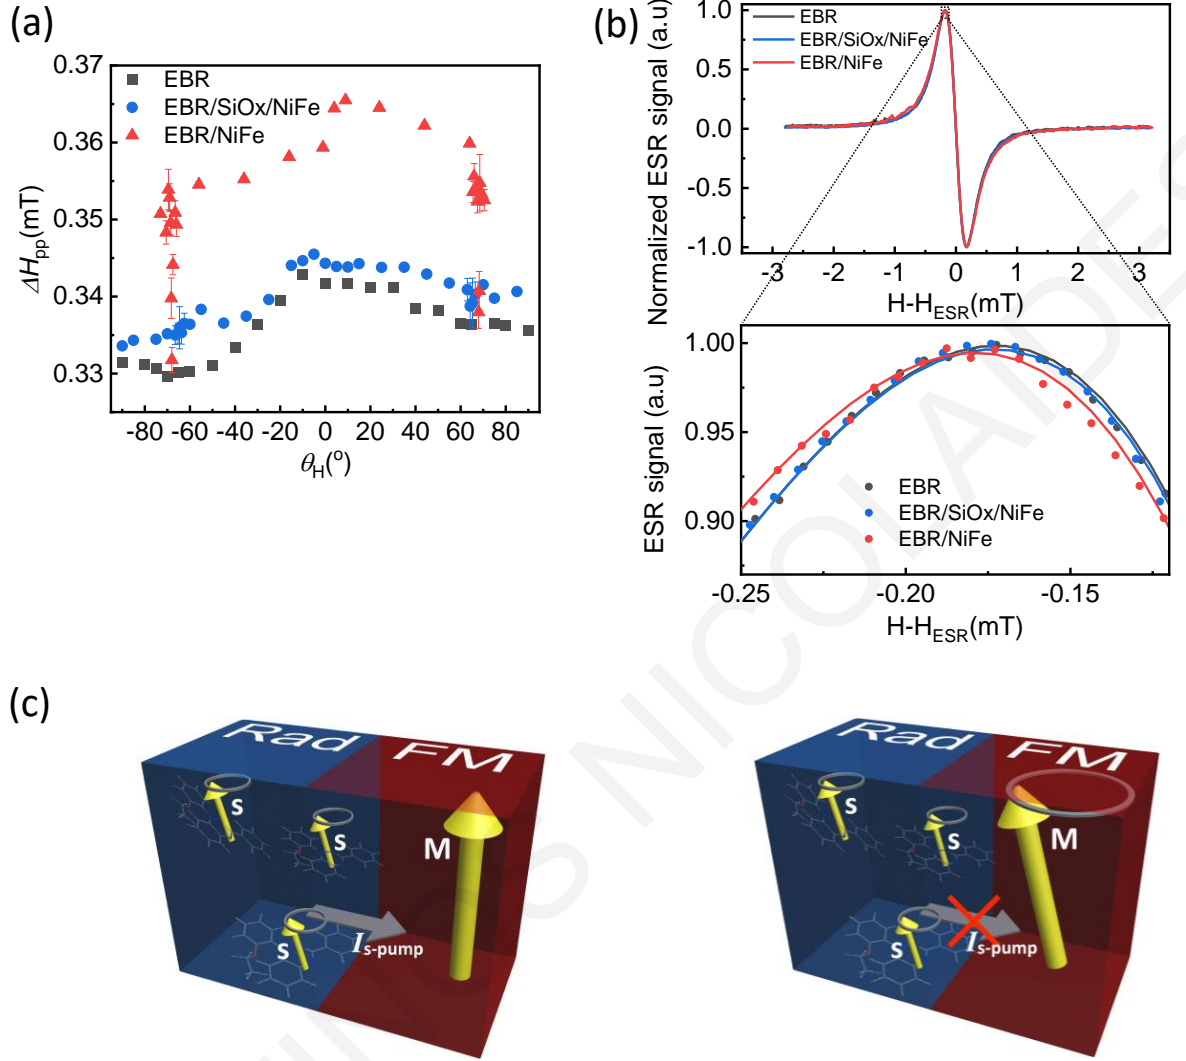 (a)
0.37
0.36
0.35
0.34
0.33
ΔHpp(mT)
EBR
EBR/SiOx/NiFe
EBR/NiFe
-80 -60 -40 -20 0 20 40 60 80
θH(°)
(b)
1.0
0.5
0.0
-0.5
-1.0
Normalized ESR signal (a.u)
EBR
EBR/SiOx/NiFe
EBR/NiFe
-3 -2 -1 0 1 2 3
H-HESR(mT)
1.00
0.95
0.90
ESR signal (a.u)
EBR
EBR/SiOx/NiFe
EBR/NiFe
-0.25 -0.20 -0.15
H-HESR(mT)
(c)
Rad FM
S
S
M
S
Is-pump
Rad FM
S
S
M
S
Is-pump
NICOLAIDES